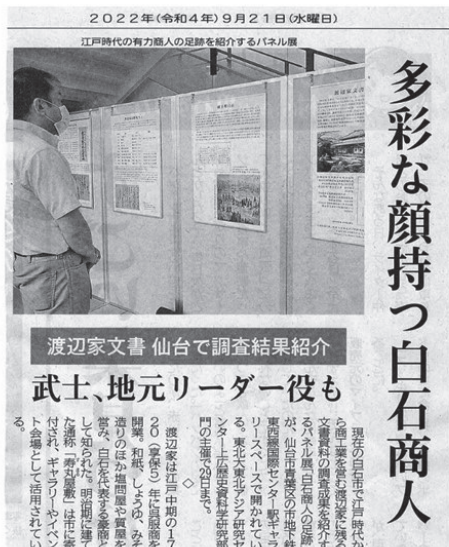 2022年(令和4年)9月21日(水曜日)
江戸時代の有力商人の足跡を紹介するパネル展
多彩な顔持つ白石商人
渡辺家文書 仙台で調査結果紹介
武士、地元リーダー役も
現在の白石市で江戸時代か
ら商工業を営む渡辺家に残る
文書資料の調査成果を紹介す
るパネル展「白石商人の足跡」
が、仙台市青葉区の市地下鉄
東西線国際センター駅ギャラ
リースペースで開かれてい
る。東北大東北アジア研究セ
ンター上廣歴史資料学研究部
門の主催で29日まで。
◇
渡辺家は江戸中期の17
20(享保5)年に呉服商を
開業。和紙、しょうゆ、みそ
造りのほか塩問屋や質屋を
営み、白石を代表する豪商と
して知られた。明治期に建て
た通称「寿丸屋敷」は市に寄
付され、ギャラリーやイベン
ト会場として活用されてい
る。